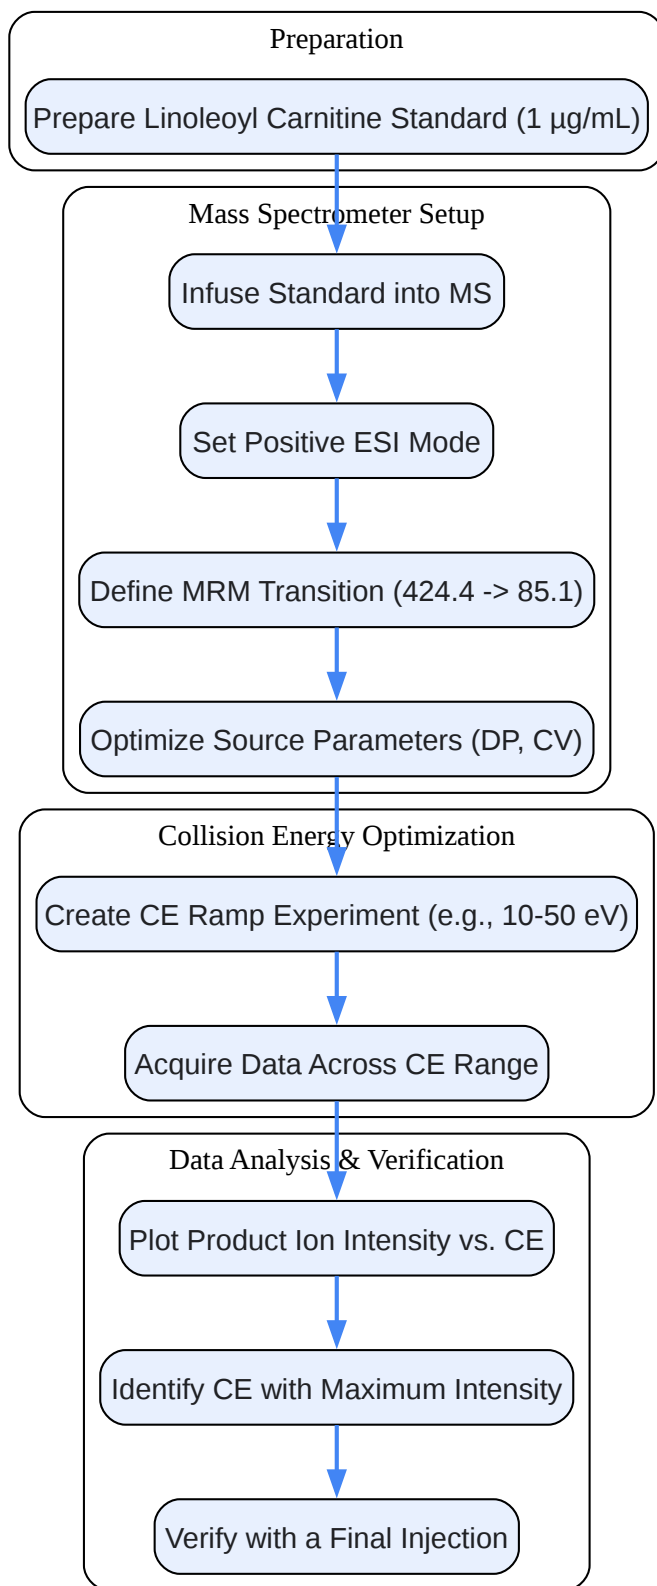 Preparation
Prepare Linoleoyl Carnitine Standard (1 µg/mL)
Mass Spectrometer Setup
Infuse Standard into MS
Set Positive ESI Mode
Define MRM Transition (424.4 -> 85.1)
Optimize Source Parameters (DP, CV)
Collision Energy Optimization
Create CE Ramp Experiment (e.g., 10-50 eV)
Acquire Data Across CE Range
Data Analysis & Verification
Plot Product Ion Intensity vs. CE
Identify CE with Maximum Intensity
Verify with a Final Injection